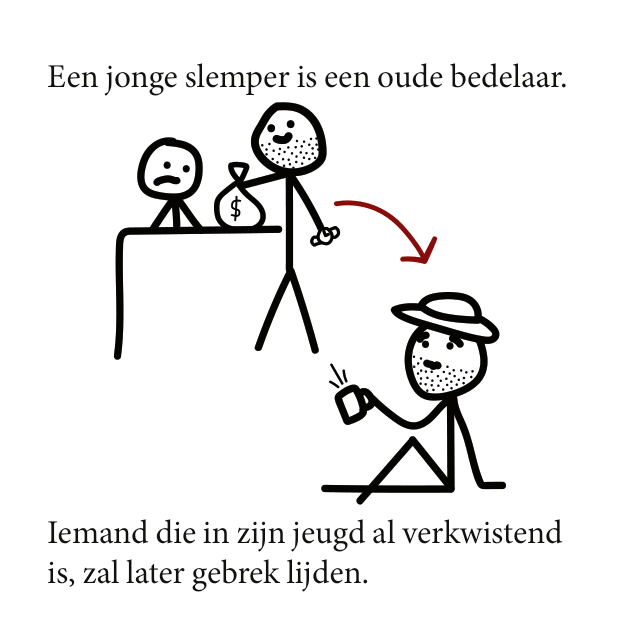 Een jonge slemper is een oude bedelaar.
$
Iemand die in zijn jeugd al verkwistend
is, zal later gebrek lijden.